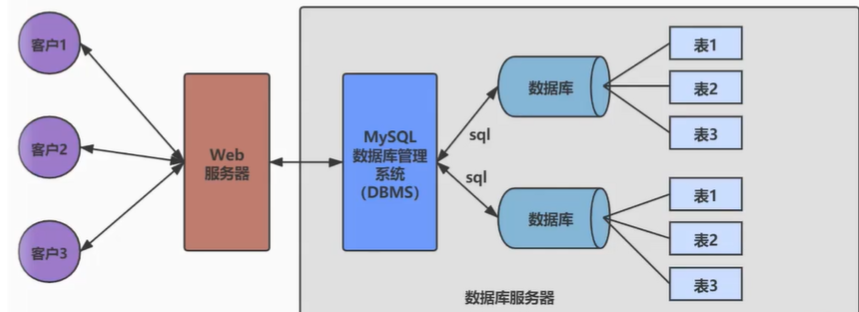 客户1
客户2
客户3
Web
服务器
MySQL
数据库管理
系统
（DBMS）
sql
sql
数据库
表1
表2
表3
数据库
表1
表2
表3
数据库服务器